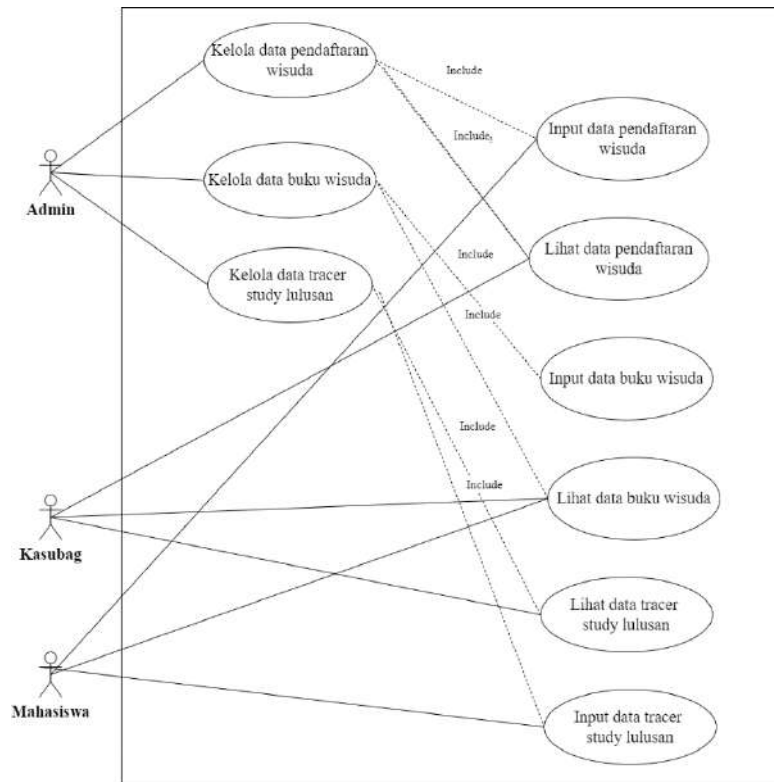 Kelola data pendaftaran
wisuda
Include
Input data pendaftaran
wisuda
Include,
Kelola data buku wisuda
Admin
Include
Lihat data pendaftaran
wisuda
Kelola data tracer
study lulusan
Include
Input data buku wisuda
Include
Include
Lihat data buku wisuda
Kasubag
Lihat data tracer
study lulusan
Mahasiswa
Input data tracer
study lulusan